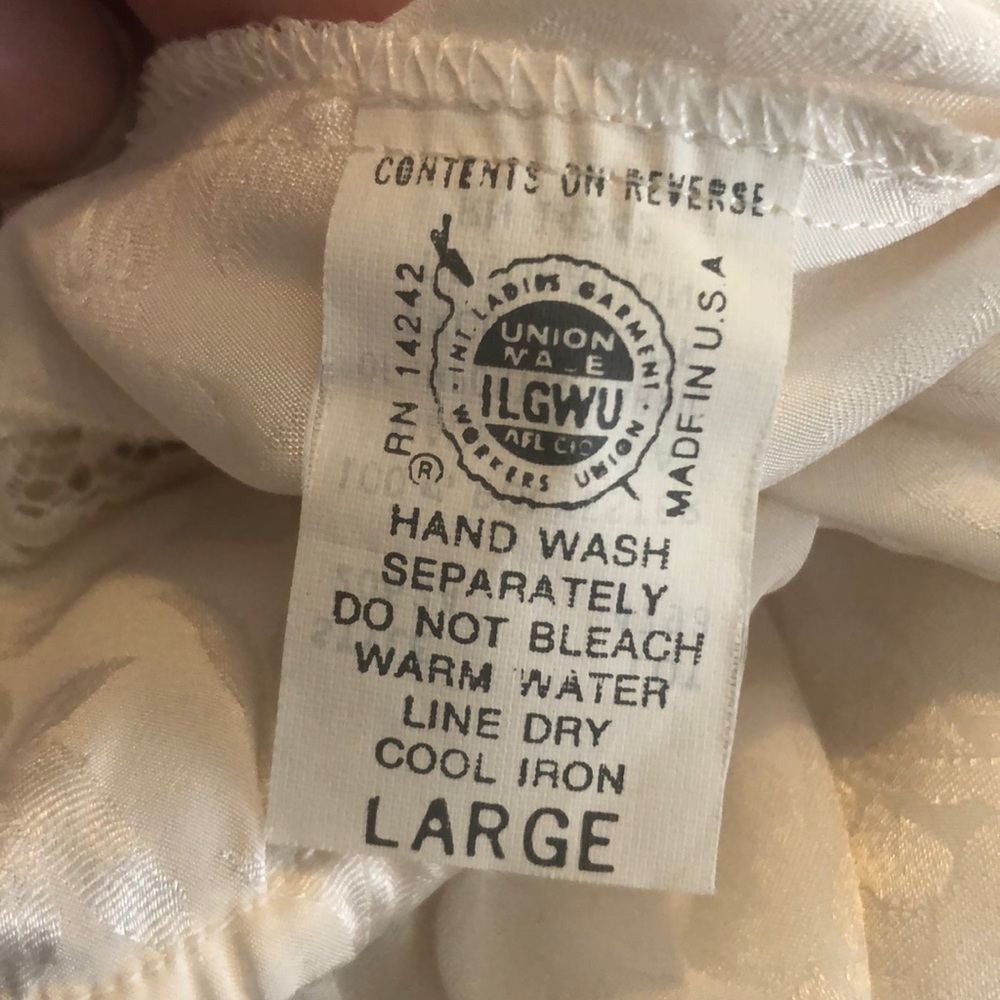 CONTENTS ON REVERSE
RN 14242
INT. LADIES GARMENT
WORKERS UNION
UNION
MADE
ILGWU
AFL CIO
MADE IN U.S.A
®
HAND WASH
SEPARATELY
DO NOT BLEACH
WARM WATER
LINE DRY
COOL IRON
LARGE